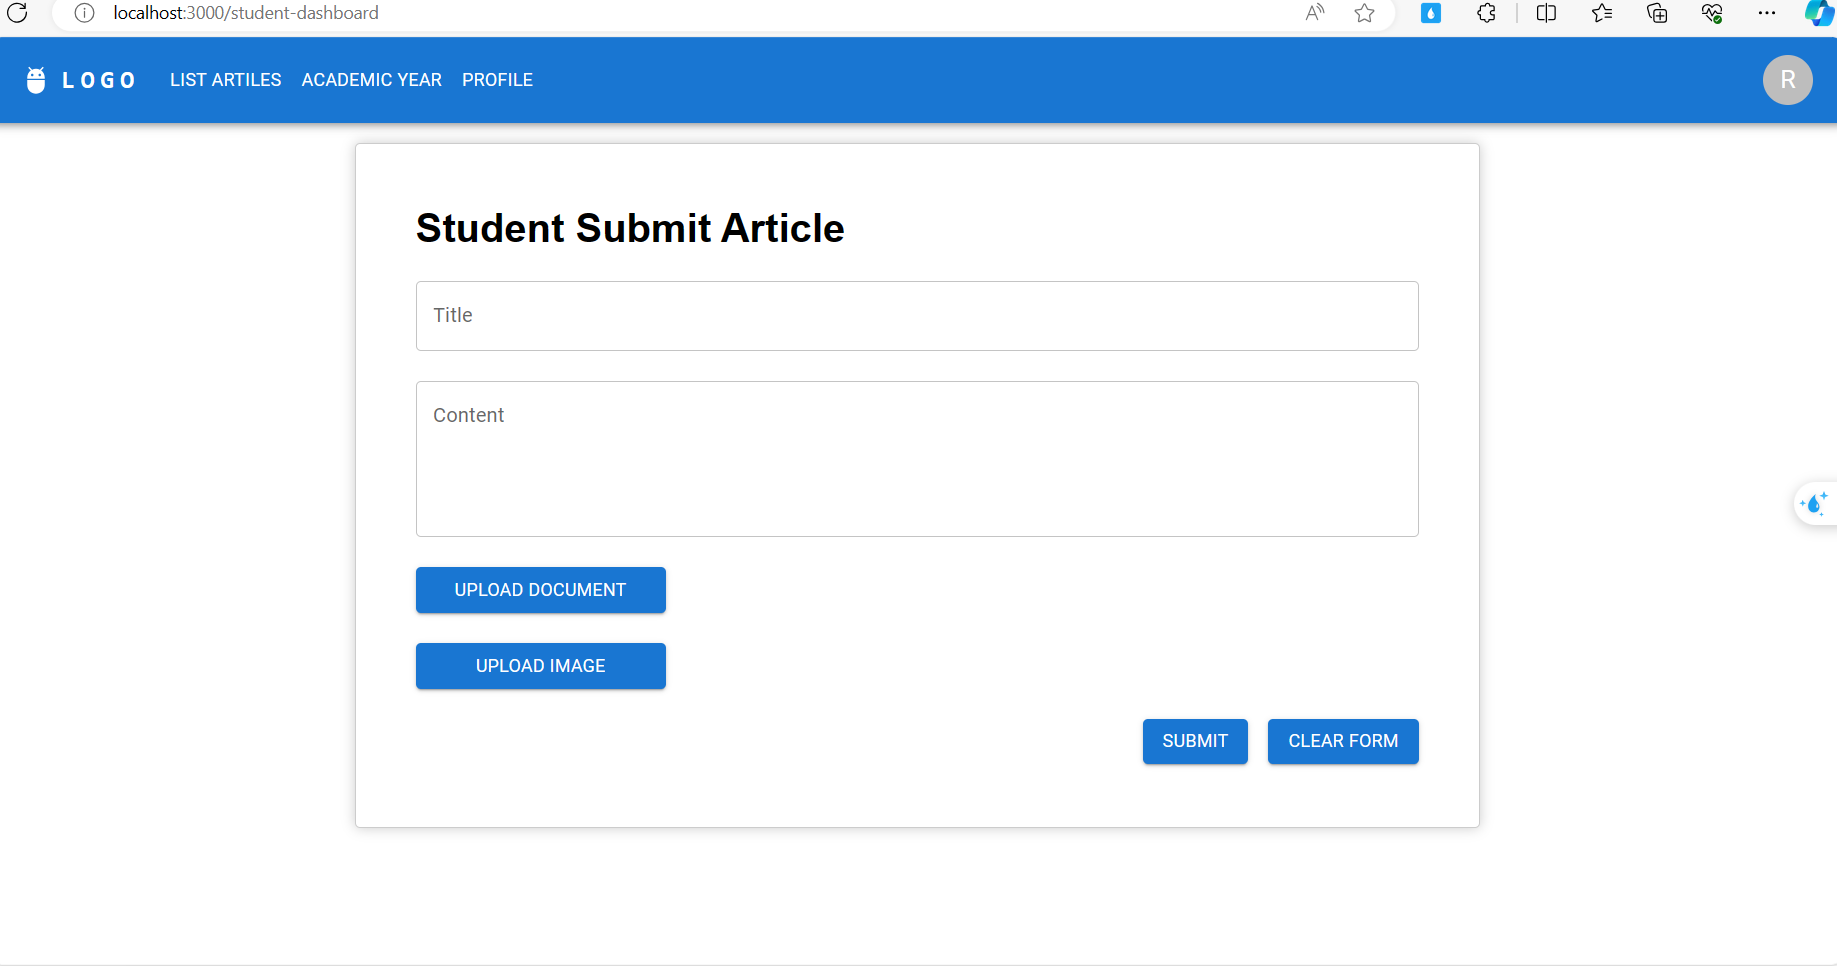 localhost:3000/student-dashboard
LOGO LIST ARTILES ACADEMIC YEAR PROFILE R
Student Submit Article
Title
Content
UPLOAD DOCUMENT
UPLOAD IMAGE
SUBMIT CLEAR FORM